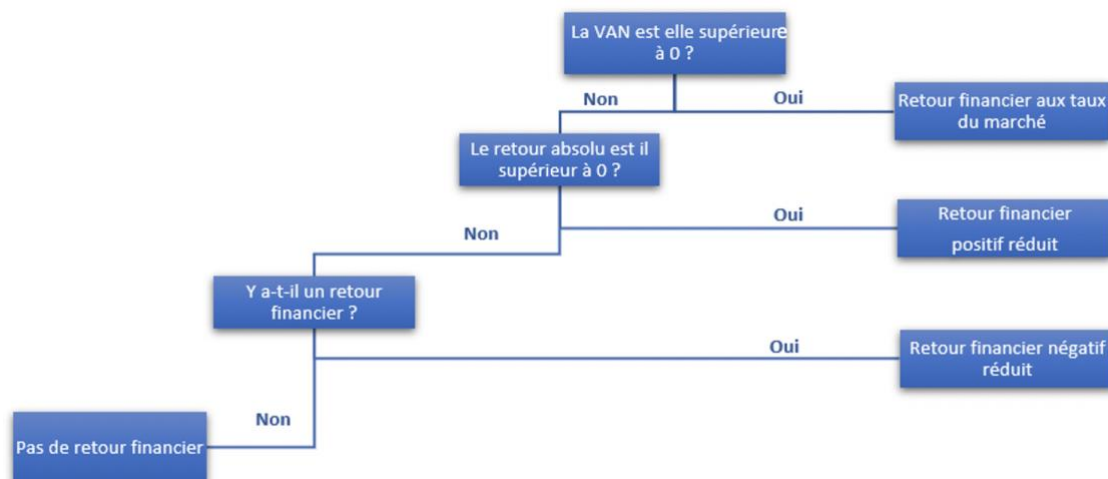 La VAN est elle supérieure
à 0 ?
Non
Oui
Retour financier aux taux
du marché
Le retour absolu est il
supérieur à 0 ?
Non
Oui
Retour financier
positif réduit
Y a-t-il un retour
financier ?
Oui
Retour financier négatif
réduit
Non
Pas de retour financier